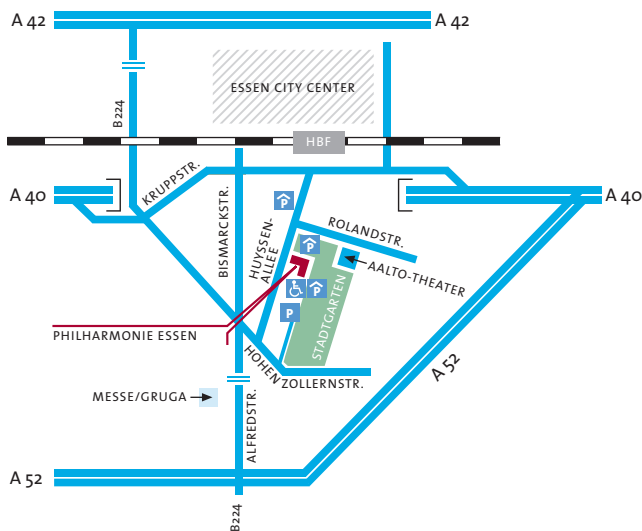 A 42
A 42
ESSEN CITY CENTER
B 224
HBF
KRUPPSTR.
A 40
A 40
BISMARCKSTR.
HUYSSEN-
ALLEE
P
ROLANDSTR.
P
AALTO-THEATER
P
P
STADTGARTEN
PHILHARMONIE ESSEN
HOHEN
ZOLLERNSTR.
A 52
MESSE/GRUGA
ALFREDSTR.
A 52
B224